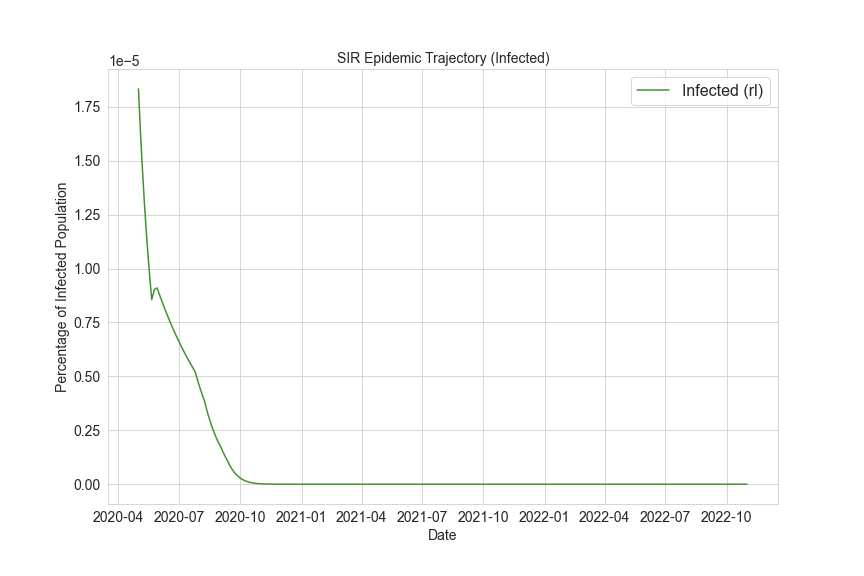 SIR Epidemic Trajectory (Infected)
1e−5
Infected (rI)
1.75
1.50
1.25
1.00
0.75
0.50
0.25
0.00
Percentage of Infected Population
2020-04 2020-07 2020-10 2021-01 2021-04 2021-07 2021-10 2022-01 2022-04 2022-07 2022-10
Date